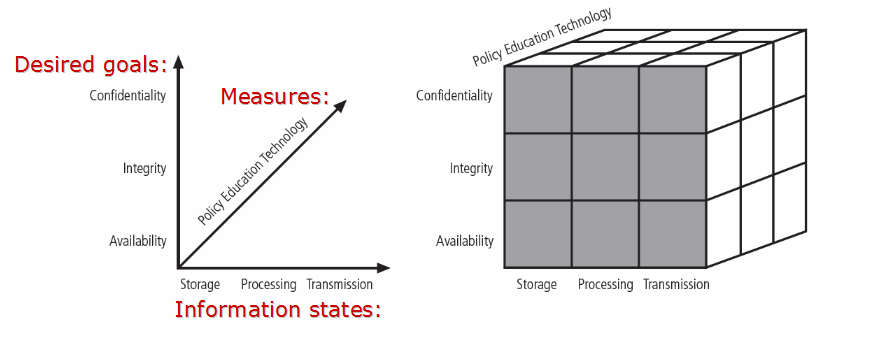 Desired goals:
Confidentiality
Measures:
Policy Education Technology
Integrity
Availability
Storage Processing Transmission
Information states:
Policy Education Technology
Confidentiality
Integrity
Availability
Storage Processing Transmission